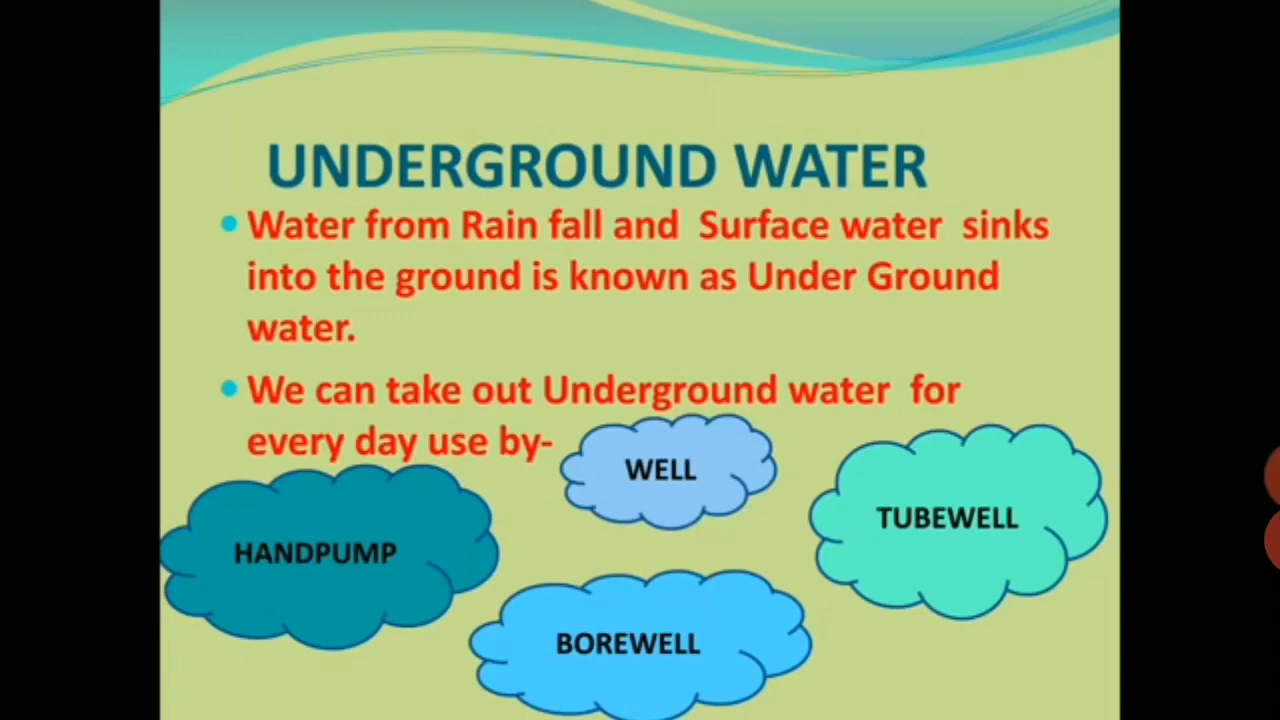 UNDERGROUND WATER
Water from Rain fall and Surface water sinks
into the ground is known as Under Ground
water.
We can take out Underground water for
every day use by-
WELL
TUBEWELL
HANDPUMP
BOREWELL